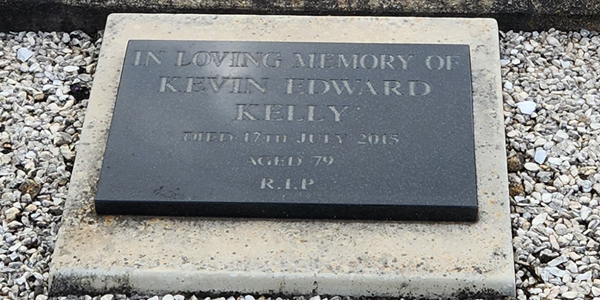 IN LOVING MEMORY OF
KEVIN EDWARD
KELLY
DIED 17TH JULY 2015
AGED 79
R.I.P